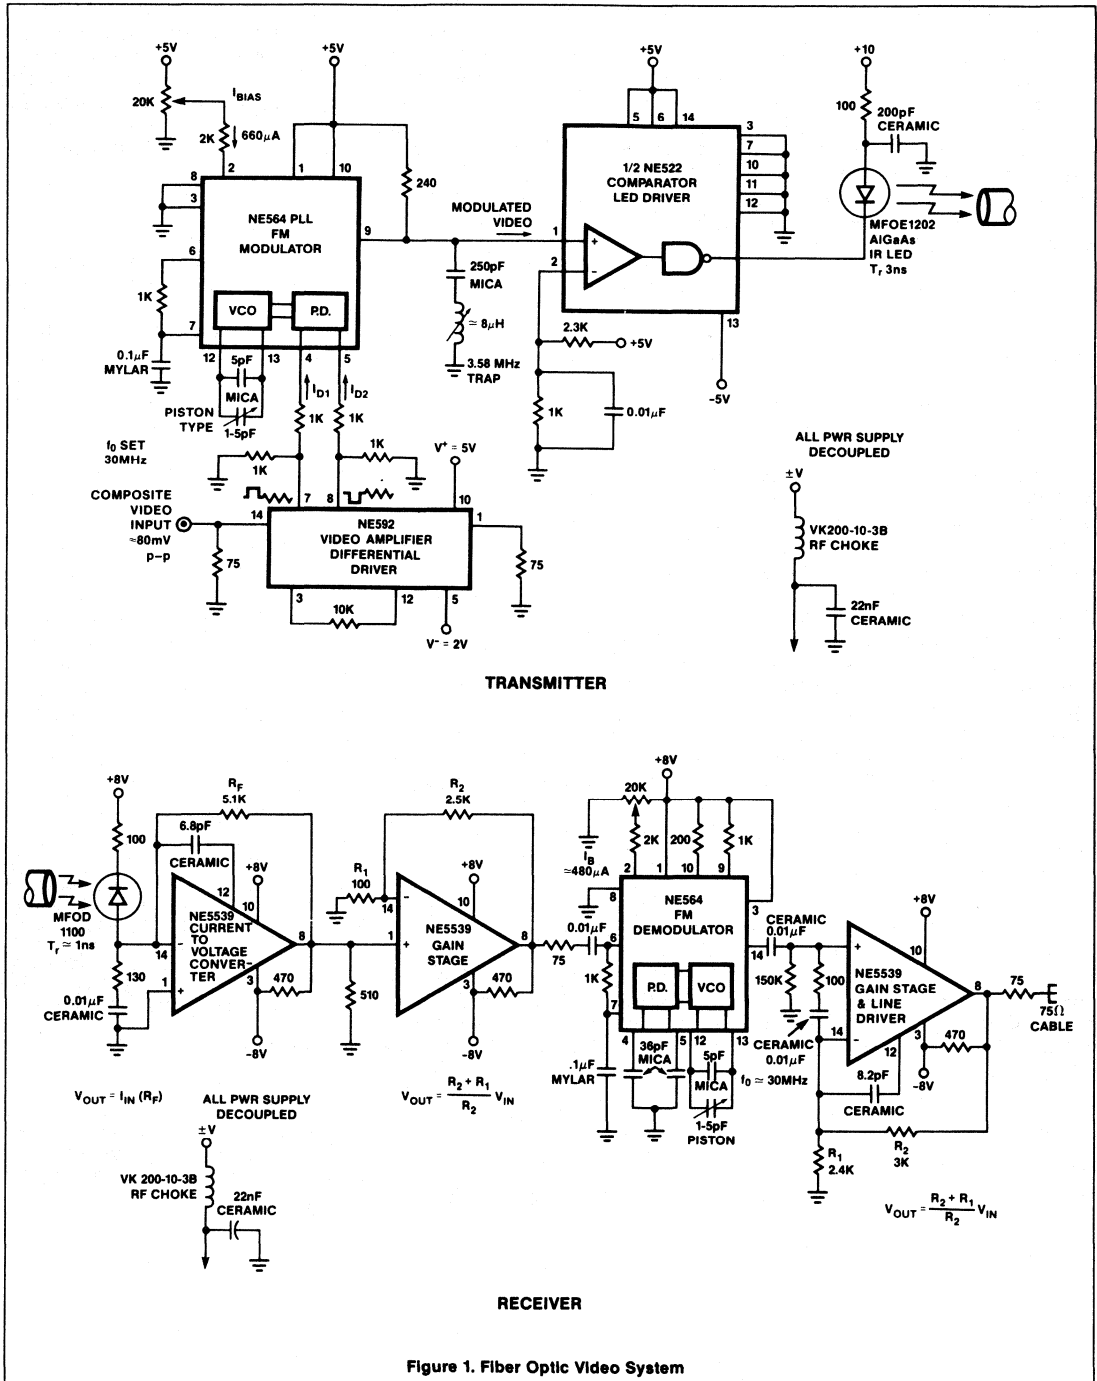 +5V
20K
I BIAS
2K
660μA
+5V
240
2
1
10
8
3
6
7
9
NE564 PLL
FM
MODULATOR
VCO
P.D.
1K
0.1μF
MYLAR
12
5pF
13
4
5
MICA
PISTON
TYPE
1-5pF
I D1
I D2
1K
1K
f0 SET
30MHz
1K
1K
V+ = 5V
COMPOSITE
VIDEO
INPUT
≈80mV
p-p
75
14
7
8
10
1
NE592
VIDEO AMPLIFIER
DIFFERENTIAL
DRIVER
3
12
5
10K
V- = 2V
75
MODULATED
VIDEO
250pF
MICA
≃ 8μH
3.58 MHz
TRAP
+5V
5
6
14
1/2 NE522
COMPARATOR
LED DRIVER
1
+
2
−
3
7
10
11
12
13
-5V
2.3K
+5V
1K
0.01μF
+10
100
200pF
CERAMIC
MFOE1202
AlGaAs
IR LED
Tr 3ns
ALL PWR SUPPLY
DECOUPLED
±V
VK200-10-3B
RF CHOKE
22nF
CERAMIC
TRANSMITTER
+8V
100
MFOD
1100
Tr ≃ 1ns
130
0.01μF
CERAMIC
RF
5.1K
6.8pF
CERAMIC
12
+8V
10
NE5539
CURRENT
TO
VOLTAGE
CONVER-
TER
−
14
1
+
8
3
470
-8V
510
VOUT = IIN (RF)
R2
2.5K
R1
100
14
−
+8V
10
NE5539
GAIN
STAGE
1
+
8
3
470
-8V
VOUT = R2 + R1 / R2 VIN
75
0.01μF
+8V
20K
2K
200
1K
IB
≃480μA
2
1
10
9
8
3
6
7
14
NE564
FM
DEMODULATOR
P.D.
VCO
1K
.1μF
MYLAR
4
36pF
MICA
5
12
5pF
MICA
13
1-5pF
PISTON
f0 ≃ 30MHz
CERAMIC
0.01μF
150K
100
CERAMIC
0.01μF
+8V
10
+
NE5539
GAIN STAGE
& LINE
DRIVER
14
−
12
3
8
470
-8V
75
75Ω
CABLE
8.2pF
CERAMIC
R2
3K
R1
2.4K
VOUT = R2 + R1 / R2 VIN
ALL PWR SUPPLY
DECOUPLED
±V
VK 200-10-3B
RF CHOKE
22nF
CERAMIC
RECEIVER
Figure 1. Fiber Optic Video System